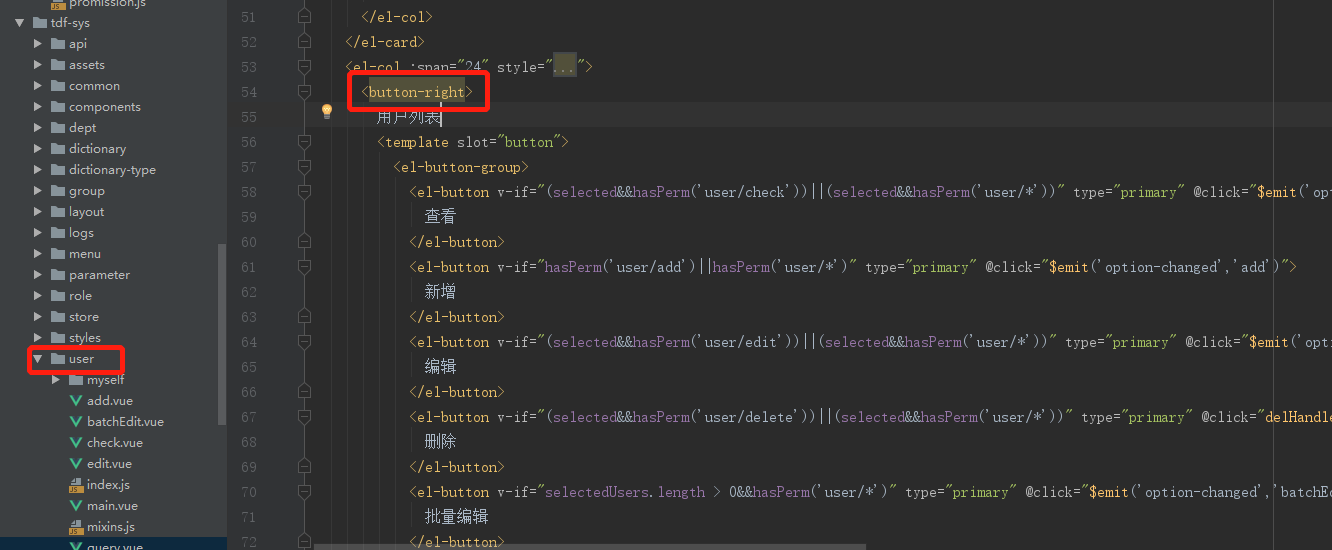 promission.js
tdf-sys
api
assets
common
components
dept
dictionary
dictionary-type
group
layout
logs
menu
parameter
role
store
styles
user
myself
add.vue
batchEdit.vue
check.vue
edit.vue
index.js
main.vue
mixins.js
query.vue
51 </el-col>
52 </el-card>
53 <el-col :span="24" style="...">
54 <button-right>
55 用户列表
56 <template slot="button">
57 <el-button-group>
58 <el-button v-if="(selected&&hasPerm('user/check'))||(selected&&hasPerm('user/*'))" type="primary" @click="$emit('op
59 查看
60 </el-button>
61 <el-button v-if="hasPerm('user/add')||hasPerm('user/*')" type="primary" @click="$emit('option-changed','add')">
62 新增
63 </el-button>
64 <el-button v-if="(selected&&hasPerm('user/edit'))||(selected&&hasPerm('user/*'))" type="primary" @click="$emit('opti
65 编辑
66 </el-button>
67 <el-button v-if="(selected&&hasPerm('user/delete'))||(selected&&hasPerm('user/*'))" type="primary" @click="delHandle
68 删除
69 </el-button>
70 <el-button v-if="selectedUsers.length > 0&&hasPerm('user/*')" type="primary" @click="$emit('option-changed','batchEd
71 批量编辑
72 </el-button>